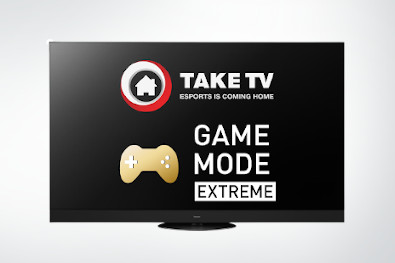 TAKE TV
ESPORTS IS COMING HOME
GAME
MODE
EXTREME